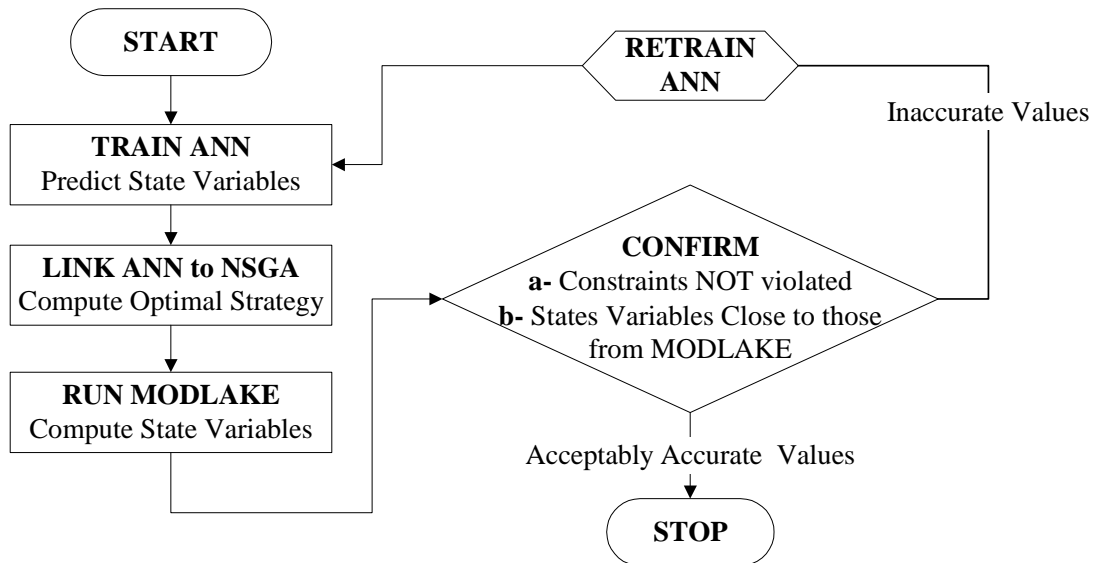 START
RETRAIN
ANN
Inaccurate Values
TRAIN ANN
Predict State Variables
LINK ANN to NSGA
Compute Optimal Strategy
RUN MODLAKE
Compute State Variables
CONFIRM
a- Constraints NOT violated
b- States Variables Close to those
from MODLAKE
Acceptably Accurate Values
STOP